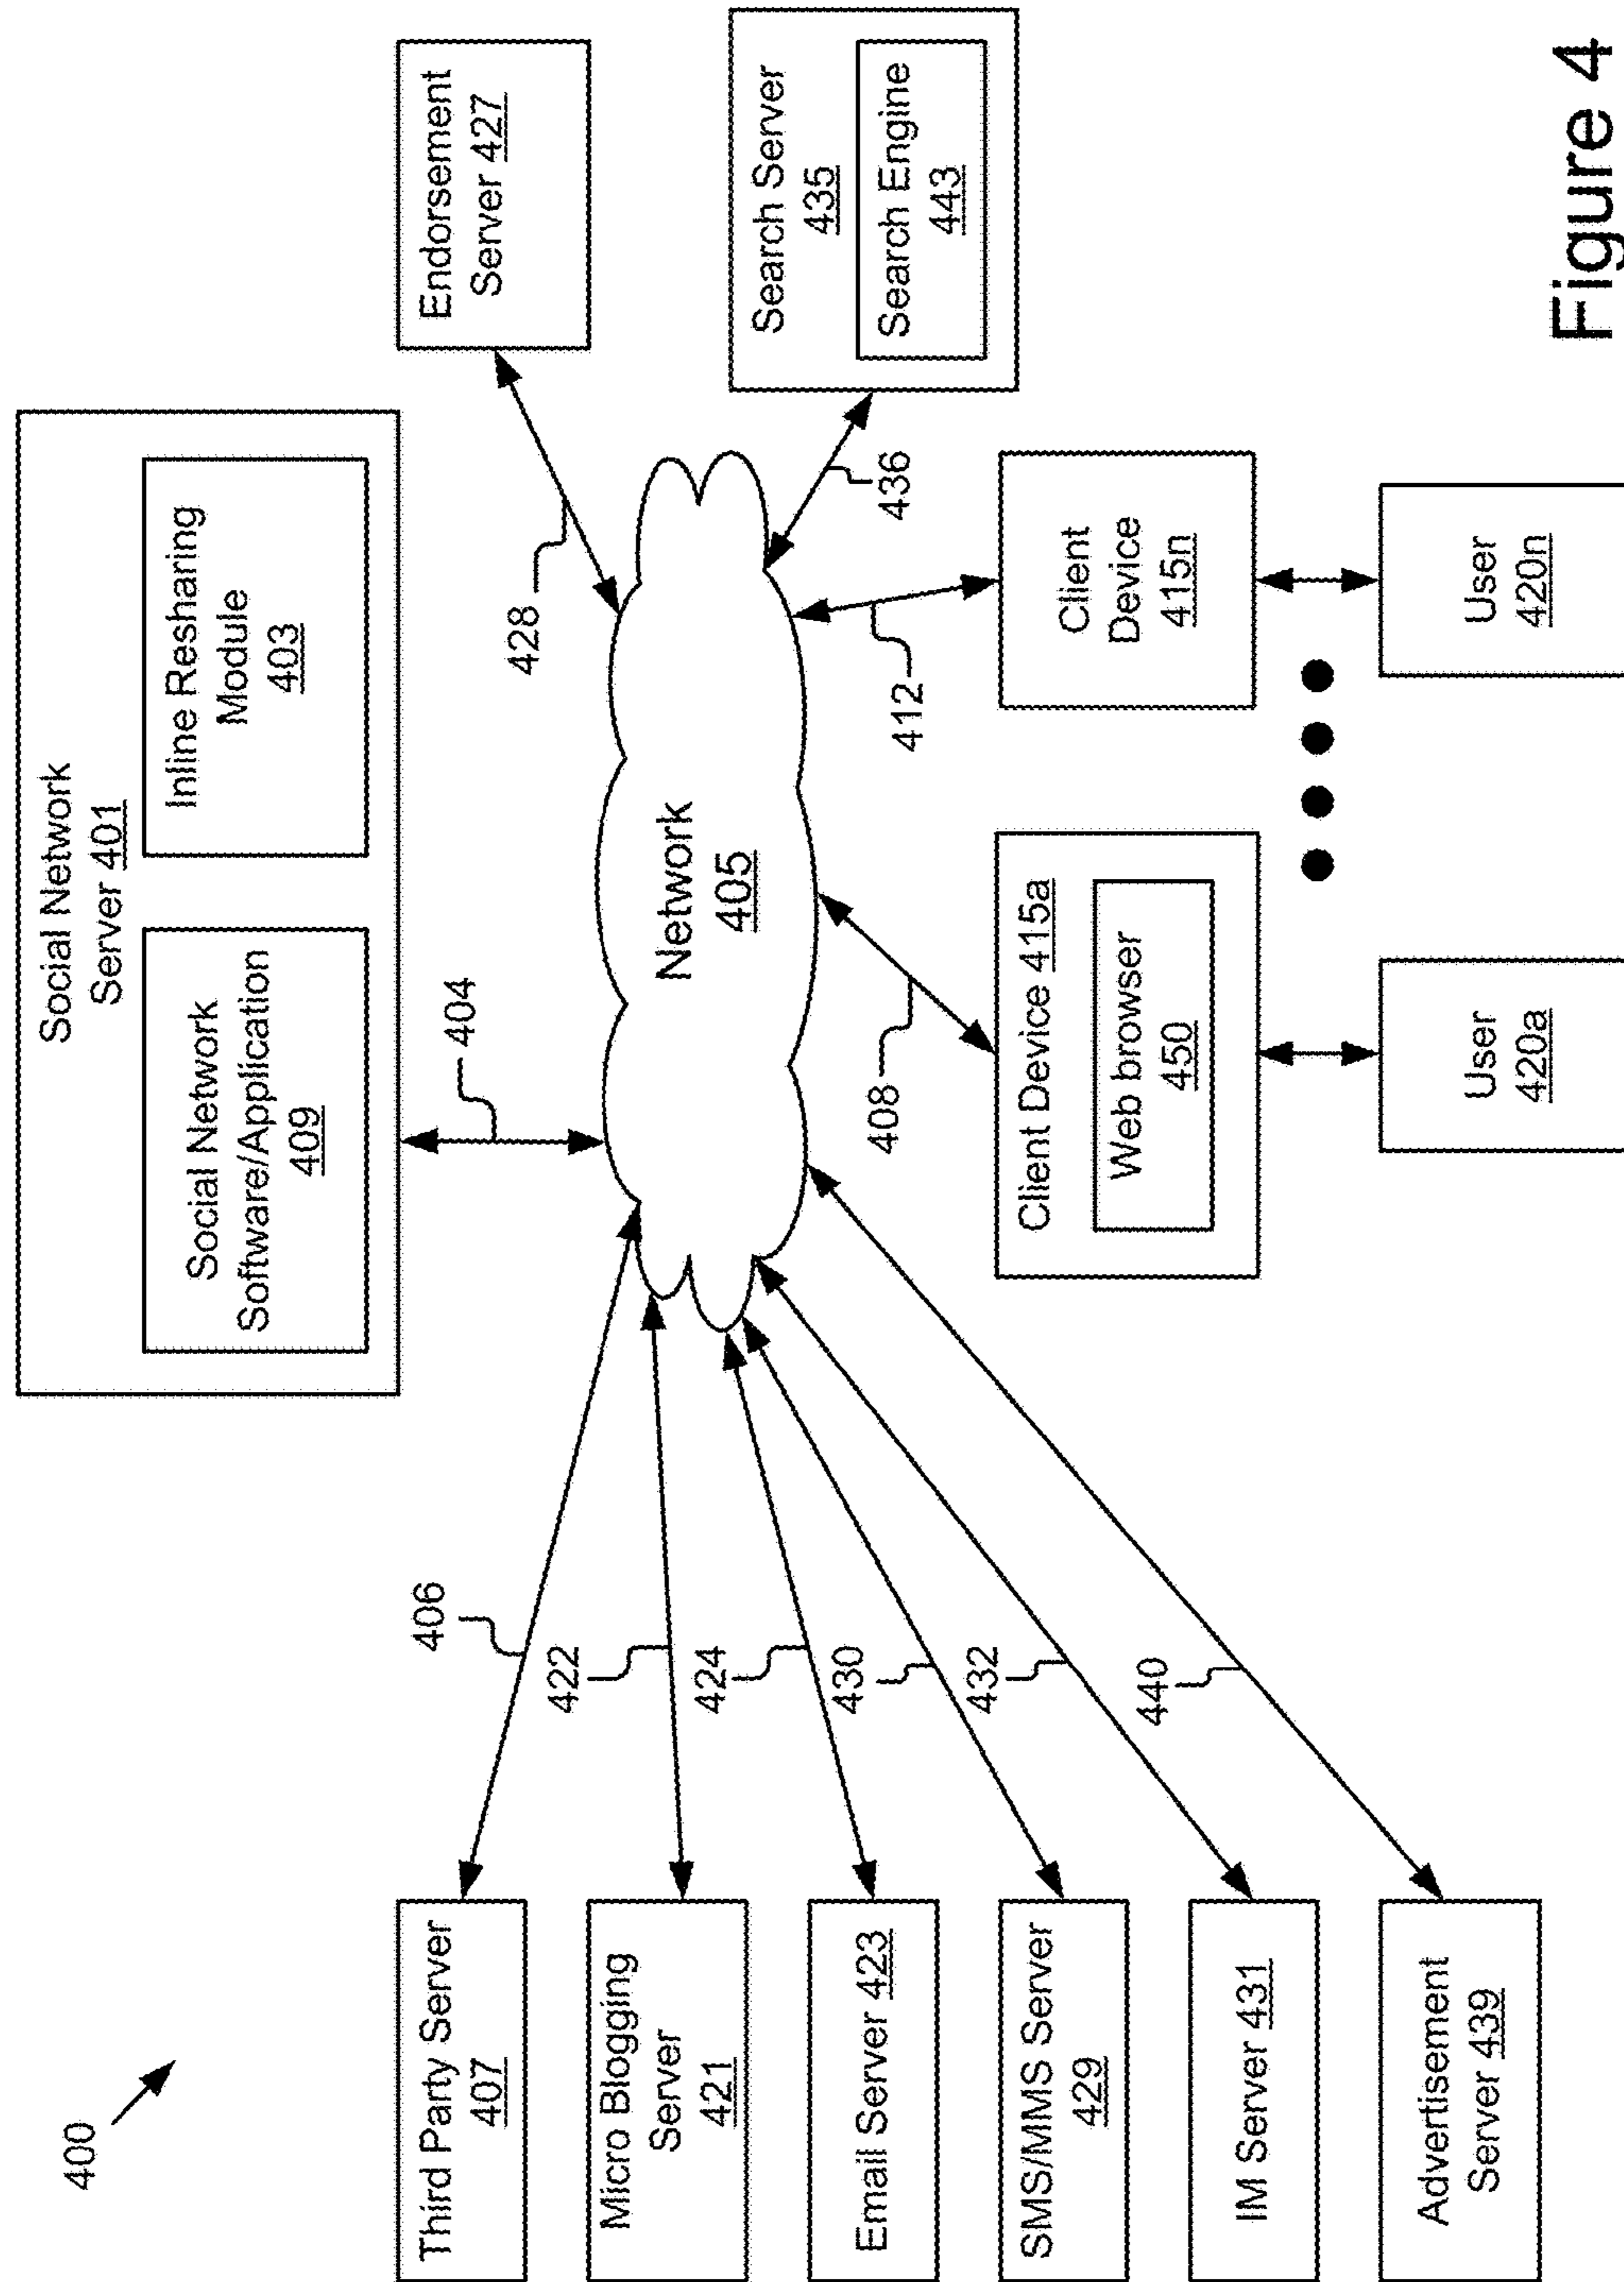 400
Social Network
Server 401
Social Network
Software/Application
409
Inline Resharing
Module
403
Third Party Server
407
Micro Blogging
Server
421
Email Server 423
SMS/MMS Server
429
IM Server 431
Advertisement
Server 439
406
422
424
430
432
440
404
Network
405
428
Endorsement
Server 427
Search Server
435
Search Engine
443
436
408
412
Client Device 415a
Web browser
450
Client
Device
415n
User
420a
User
420n
Figure 4